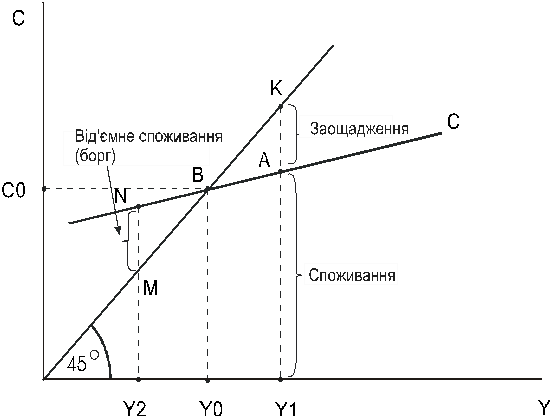 C
K
Заощадження
C
Від'ємне споживання
(борг)
B
A
C0
N
M
Споживання
45°
Y2
Y0
Y1
Y